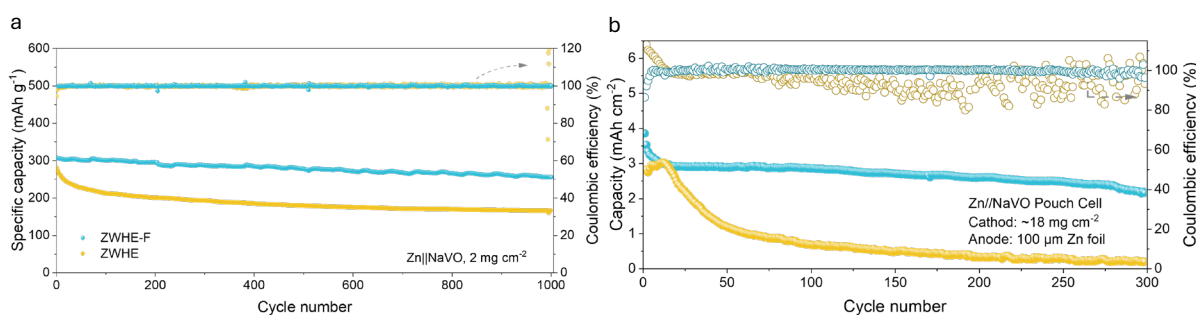 a
600
500
400
300
200
100
0
Specific capacity (mAh g⁻¹)
120
100
80
60
40
20
0
Coulombic efficiency (%)
ZWHE-F
ZWHE
Zn||NaVO, 2 mg cm⁻²
0
200
400
600
800
1000
Cycle number
b
6
5
4
3
2
1
0
Capacity (mAh cm⁻²)
100
80
60
40
20
0
Coulombic efficiency (%)
Zn//NaVO Pouch Cell
Cathod: ~18 mg cm⁻²
Anode: 100 μm Zn foil
0
50
100
150
200
250
300
Cycle number